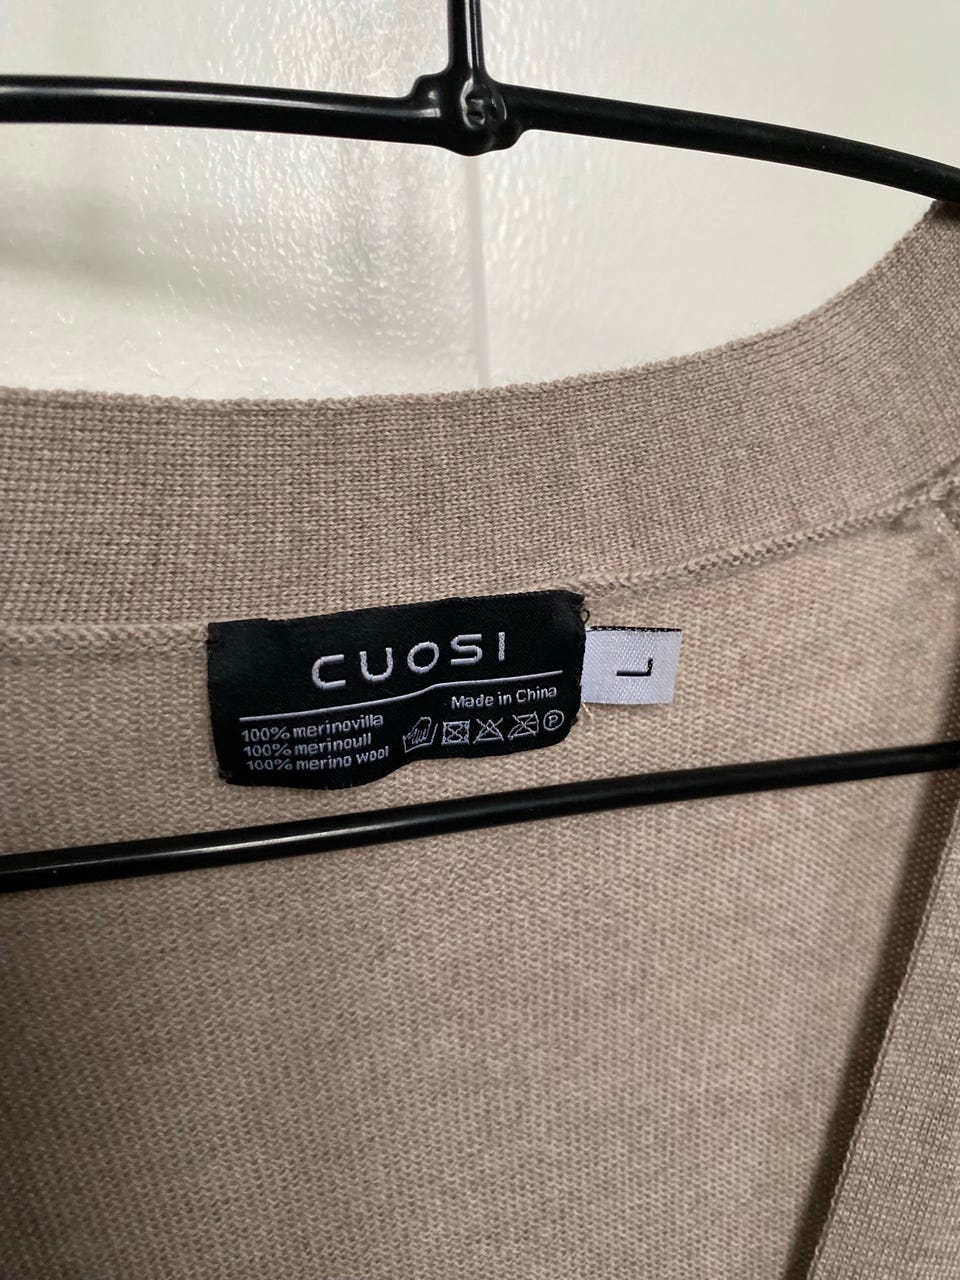 CUOSI
Made in China
100% merinovilla
100% merinoull
100% merino wool
P
L